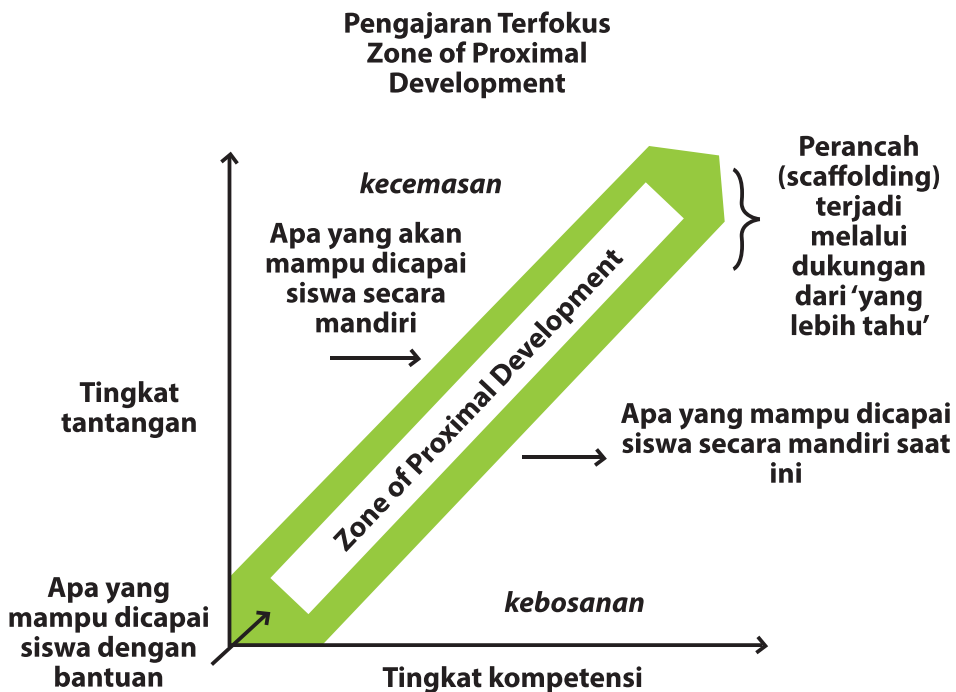 Pengajaran Terfokus
Zone of Proximal
Development
kecemasan
Apa yang akan
mampu dicapai
siswa secara
mandiri
Perancah
(scaffolding)
terjadi
melalui
dukungan
dari ‘yang
lebih tahu’
Zone of Proximal Development
Tingkat
tantangan
Apa yang mampu dicapai
siswa secara mandiri saat
ini
Apa yang
mampu dicapai
siswa dengan
bantuan
kebosanan
Tingkat kompetensi